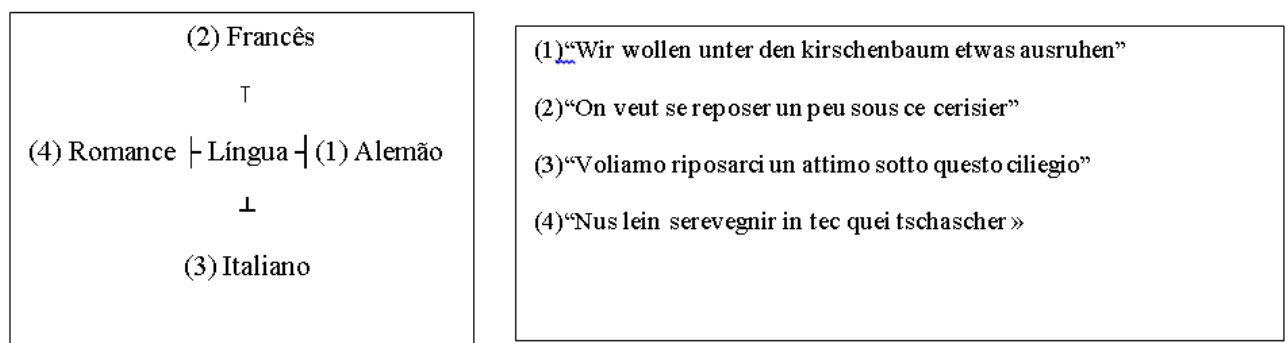 (2) Francês
⊤
(4) Romance ├ Língua ┤ (1) Alemão
⊥
(3) Italiano
(1)“Wir wollen unter den kirschenbaum etwas ausruhen”
(2)“On veut se reposer un peu sous ce cerisier”
(3)“Voliamo riposarci un attimo sotto questo ciliegio”
(4)“Nus lein serevegnir in tec quei tschascher »